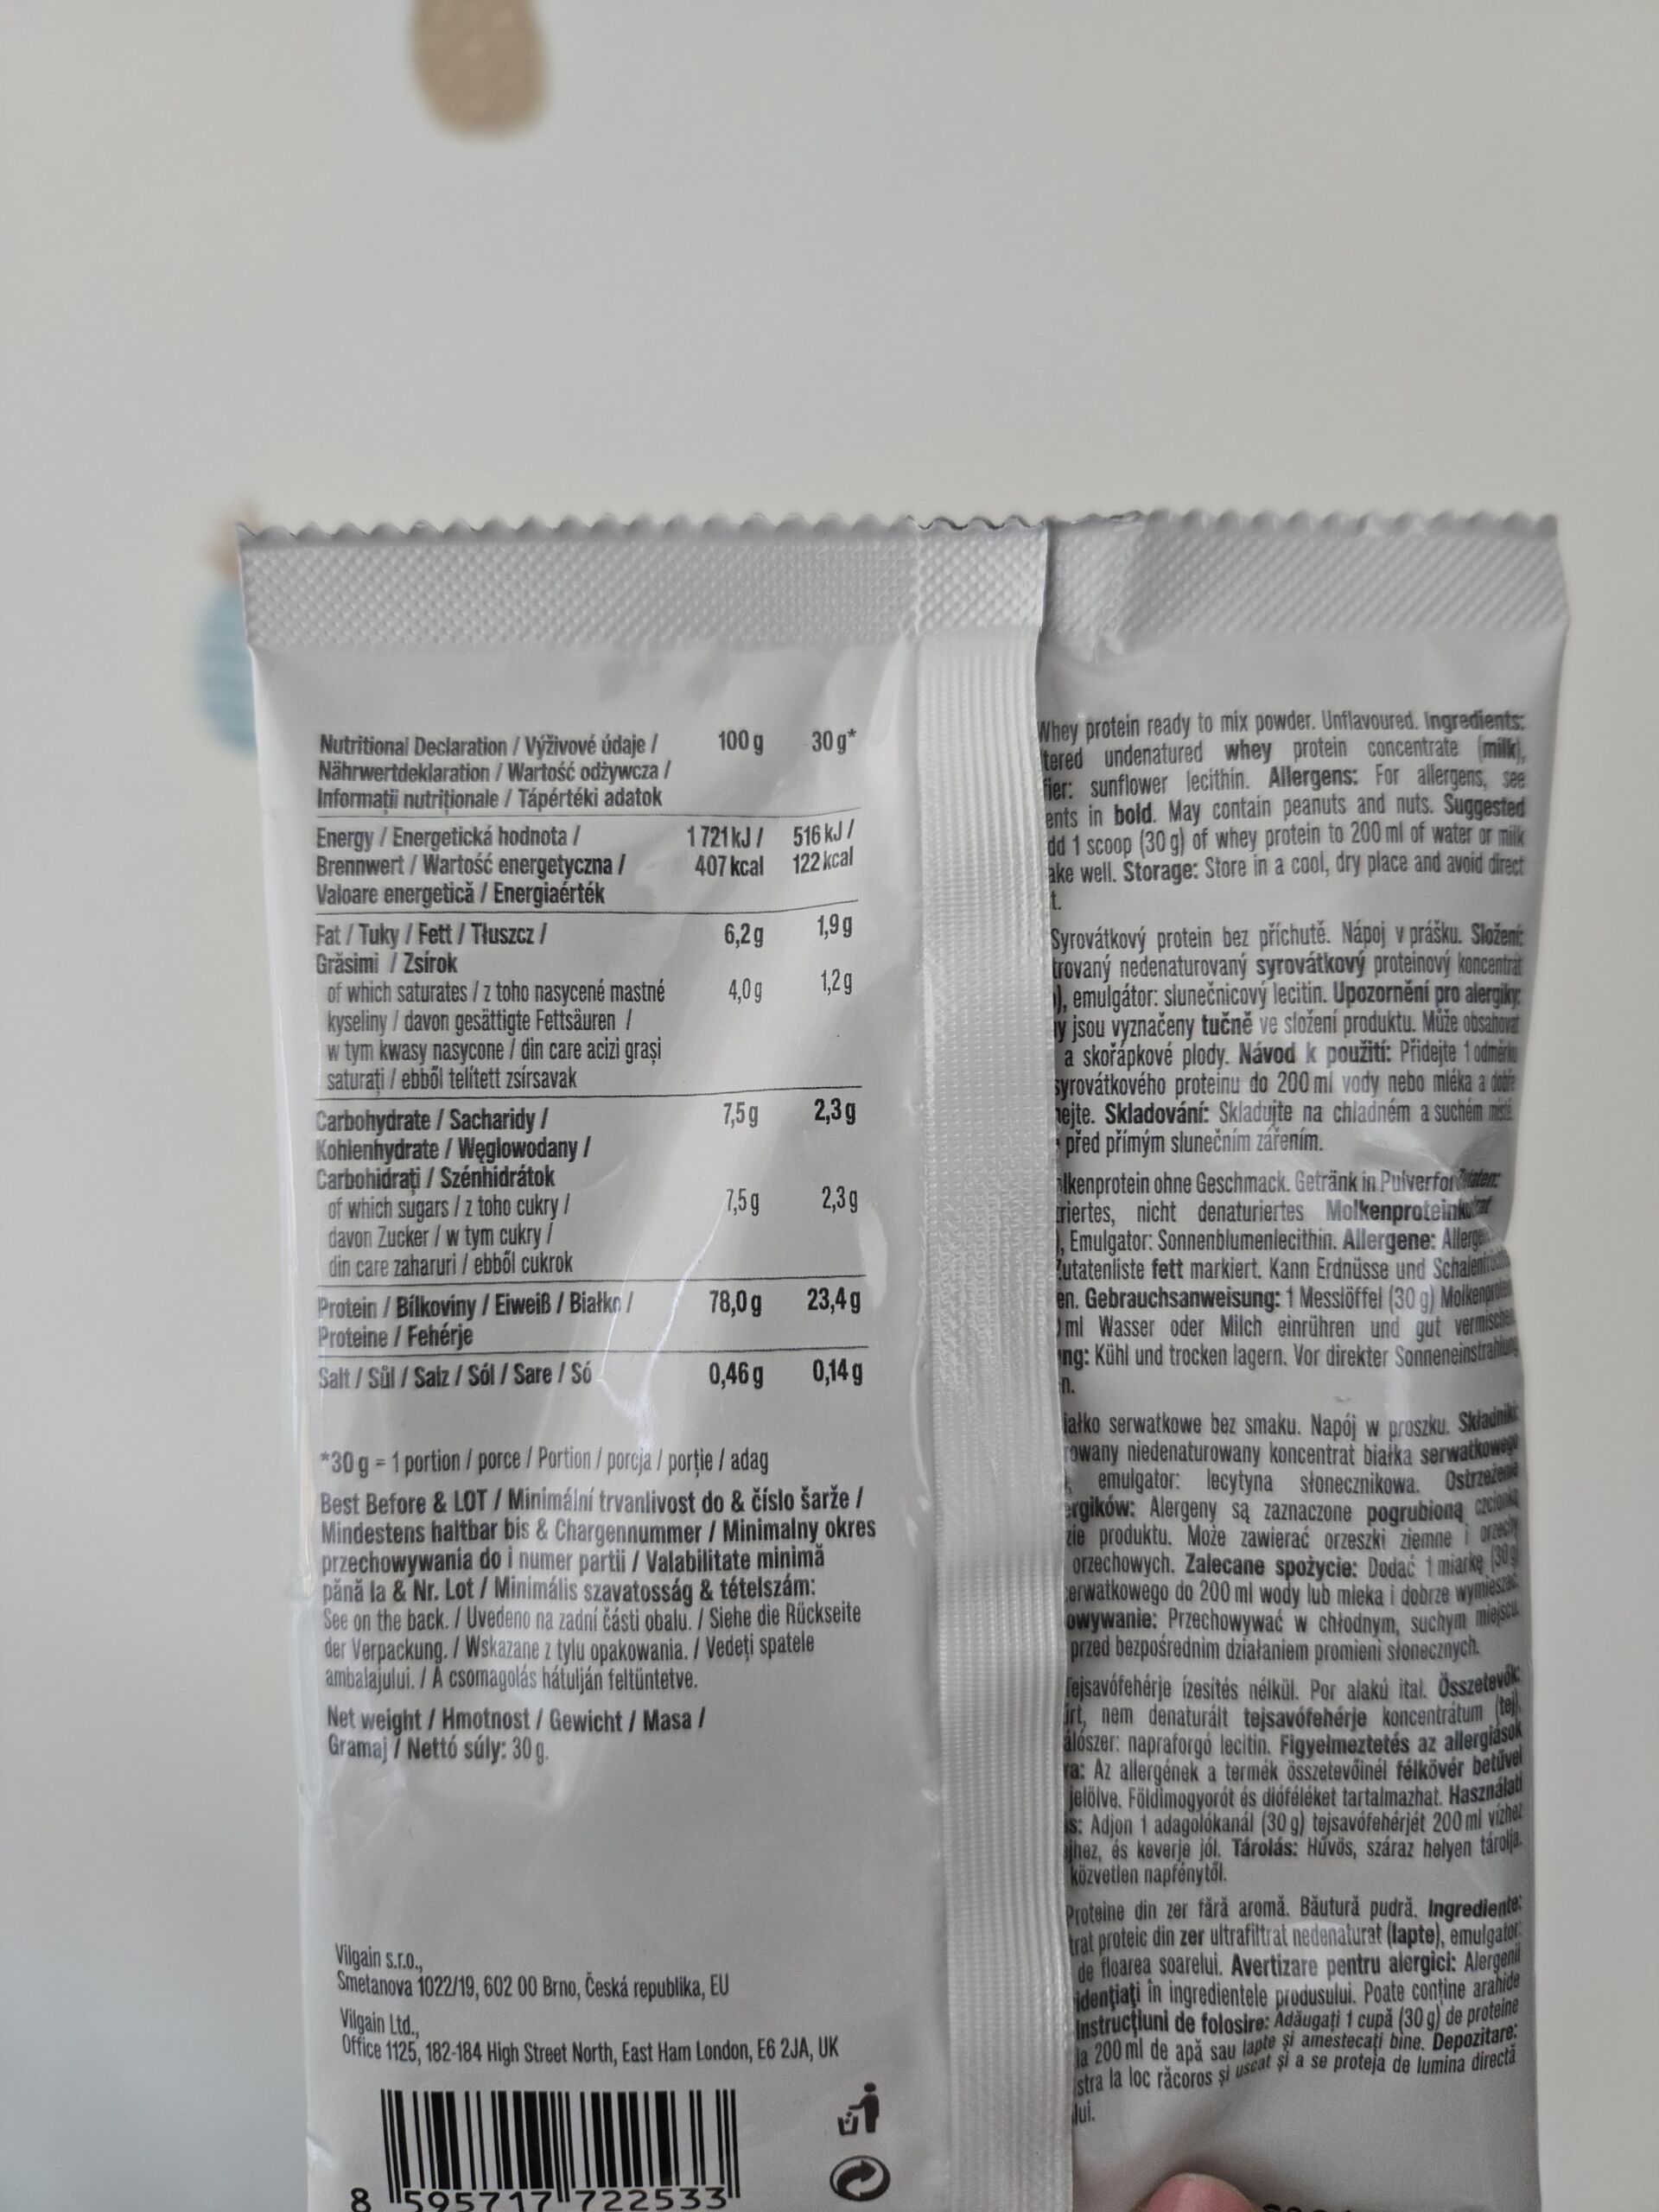 Nutritional Declaration / Výživové údaje /
Nährwertdeklaration / Wartość odżywcza /
Informații nutriționale / Tápértéki adatok
100 g 30 g*
Energy / Energetická hodnota /
Brennwert / Wartość energetyczna /
Valoare energetică / Energiaérték
1 721 kJ / 516 kJ /
407 kcal 122 kcal
Fat / Tuky / Fett / Tłuszcz / 6,2 g 1,9 g
Grăsimi / Zsírok
of which saturates / z toho nasycené mastné 4,0 g 1,2 g
kyseliny / davon gesättigte Fettsäuren /
w tym kwasy nasycone / din care acizi grași
saturați / ebből telített zsírsavak
Carbohydrate / Sacharidy / 7,5 g 2,3 g
Kohlenhydrate / Węglowodany /
Carbohidrați / Szénhidrátok
of which sugars / z toho cukry / 7,5 g 2,3 g
davon Zucker / w tym cukry /
din care zaharuri / ebből cukrok
Protein / Bílkoviny / Eiweiß / Białko / 78,0 g 23,4 g
Proteine / Fehérje
Salt / Sůl / Salz / Sól / Sare / Só 0,46 g 0,14 g
*30 g = 1 portion / porce / Portion / porcja / porție / adag
Best Before & LOT / Minimální trvanlivost do & číslo šarže /
Mindestens haltbar bis & Chargennummer / Minimalny okres
przechowywania do i numer partii / Valabilitate minimă
până la & Nr. Lot / Minimális szavatosság & tételszám:
See on the back. / Uvedeno na zadní části obalu. / Siehe die Rückseite
der Verpackung. / Wskazane z tylu opakowania. / Vedeți spatele
ambalajului. / A csomagolás hátulján feltüntetve.
Net weight / Hmotnost / Gewicht / Masa /
Gramaj / Nettó súly: 30 g.
Vilgain s.r.o.,
Smetanova 1022/19, 602 00 Brno, Česká republika, EU
Vilgain Ltd.,
Office 1125, 182-184 High Street North, East Ham London, E6 2JA, UK
8 595717 722533
Whey protein ready to mix powder. Unflavoured. Ingredients:
tered undenatured whey protein concentrate (milk),
fier: sunflower lecithin. Allergens: For allergens, see
ents in bold. May contain peanuts and nuts. Suggested
dd 1 scoop (30 g) of whey protein to 200 ml of water or milk
ake well. Storage: Store in a cool, dry place and avoid direct
t.
Syrovátkový protein bez příchutě. Nápoj v prášku. Složení:
trovaný nedenaturovaný syrovátkový proteinový koncentrát
), emulgátor: slunečnicový lecitin. Upozornění pro alergiky:
y jsou vyznačeny tučně ve složení produktu. Může obsahovat
a skořápkové plody. Návod k použití: Přidejte 1 odměrku
syrovátkového proteinu do 200 ml vody nebo mléka a dobře
ejte. Skladování: Skladujte na chladném a suchém místě.
před přímým slunečním zářením.
lkenprotein ohne Geschmack. Getränk in Pulverfor
triertes, nicht denaturiertes
, Emulgator: Sonnenblumenlecithin. Allergene:
Zutatenliste fett markiert. Kann Erdnüsse und
en. Gebrauchsanweisung: 1 Messlöffel (30 g)
ml Wasser oder Milch einrühren und gut vermischen
ng: Kühl und trocken lagern. Vor direkter Sonneneinstrahlung
n.
iałko serwatkowe bez smaku. Napój w proszku. Składniki:
rowany niedenaturowany koncentrat białka serwatkowego
emulgator: lecytyna słonecznikowa. Ostrzeżenie
ergików: Alergeny są zaznaczone pogrubioną czcionką
zie produktu. Może zawierać orzeszki ziemne i orzechy
orzechowych. Zalecane spożycie: Dodać 1 miarkę (30 g)
serwatkowego do 200 ml wody lub mleka i dobrze wymieszać.
owywanie: Przechowywać w chłodnym, suchym miejscu.
przed bezpośrednim działaniem promieni słonecznych.
Tejsavófehérje ízesítés nélkül. Por alakú ital. Összetevők:
írt, nem denaturált tejsavófehérje koncentrátum (tej),
álószer: napraforgó lecitin. Figyelmeztetés az allergiások
ra: Az allergének a termék összetevőinél félkövér betűvel
jelölve. Földimogyorót és dióféléket tartalmazhat. Használati
s: Adjon 1 adagolókanál (30 g) tejsavófehérjét 200 ml vízhez
jhez, és keverje jól. Tárolás: Hűvös, száraz helyen tárolja.
közvetlen napfénytől.
Proteine din zer fără aromă. Băutură pudră. Ingrediente:
trat proteic din zer ultrafiltrat nedenaturat (lapte), emulgator:
de floarea soarelui. Avertizare pentru alergici: Alergenii
idențiați în ingredientele produsului. Poate conține arahide
Instrucțiuni de folosire: Adăugați 1 cupă (30 g) de proteine
la 200 ml de apă sau lapte și amestecați bine. Depozitare:
stra la loc răcoros și uscat și a se proteja de lumina directă
lui.